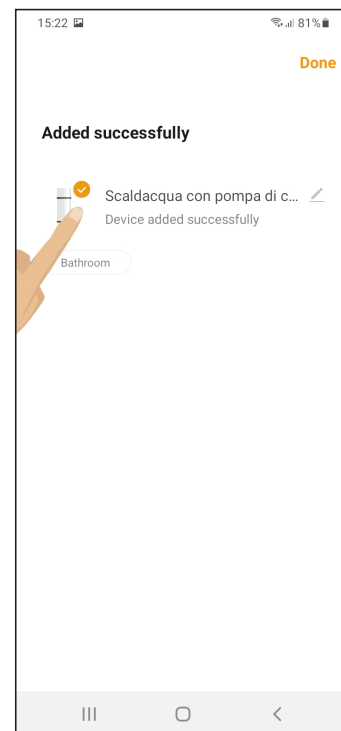 15:22 81%
Done
Added successfully
Scaldacqua con pompa di c...
Device added successfully
Bathroom